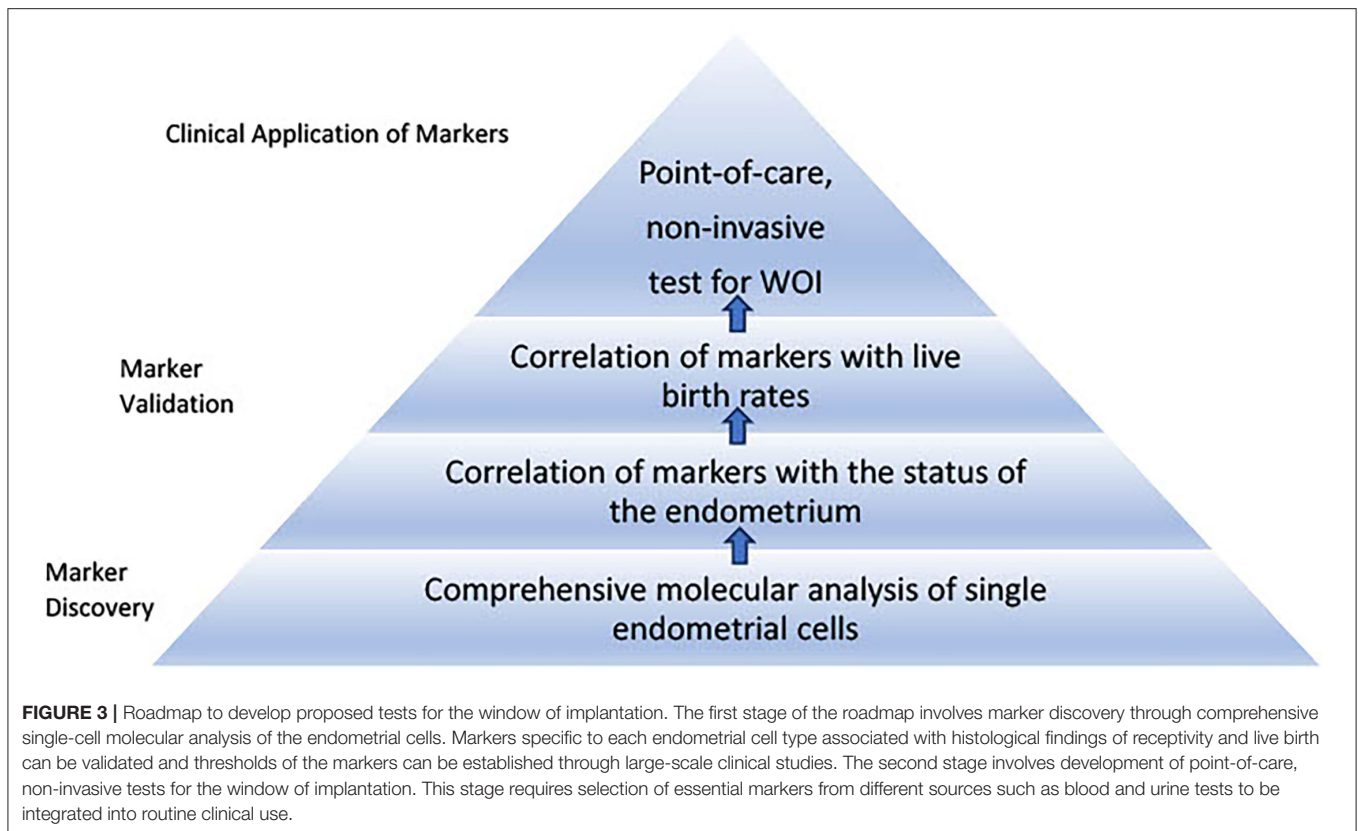 Clinical Application of Markers
Point-of-care,
non-invasive
test for WOI
Marker
Validation
Correlation of markers with live
birth rates
Correlation of markers with the status of
the endometrium
Marker
Discovery
Comprehensive molecular analysis of single
endometrial cells
FIGURE 3 | Roadmap to develop proposed tests for the window of implantation. The first stage of the roadmap involves marker discovery through comprehensive
single-cell molecular analysis of the endometrial cells. Markers specific to each endometrial cell type associated with histological findings of receptivity and live birth
can be validated and thresholds of the markers can be established through large-scale clinical studies. The second stage involves development of point-of-care,
non-invasive tests for the window of implantation. This stage requires selection of essential markers from different sources such as blood and urine tests to be
integrated into routine clinical use.